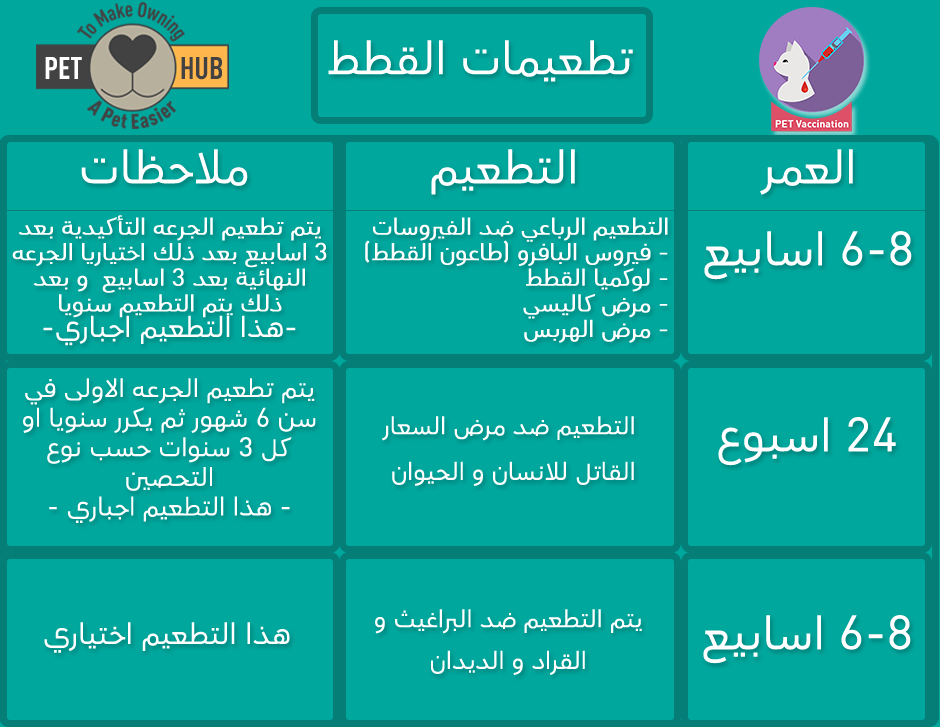 To Make Owning
PET HUB
A Pet Easier
تطعيمات القطط
PET Vaccination
العمر
التطعيم
ملاحظات
6-8 اسابيع
التطعيم الرباعي ضد الفيروسات
- فيروس البافرو (طاعون القطط)
- لوكميا القطط
- مرض كاليسي
- مرض الهربس
يتم تطعيم الجرعه التأكيدية بعد
3 اسابيع بعد ذلك اختياريا الجرعه
النهائية بعد 3 اسابيع و بعد
ذلك يتم التطعيم سنويا
-هذا التطعيم اجباري-
24 اسبوع
التطعيم ضد مرض السعار
القاتل للانسان و الحيوان
يتم تطعيم الجرعه الاولى في
سن 6 شهور ثم يكرر سنويا او
كل 3 سنوات حسب نوع
التحصين
- هذا التطعيم اجباري -
6-8 اسابيع
يتم التطعيم ضد البراغيث و
القراد و الديدان
هذا التطعيم اختياري